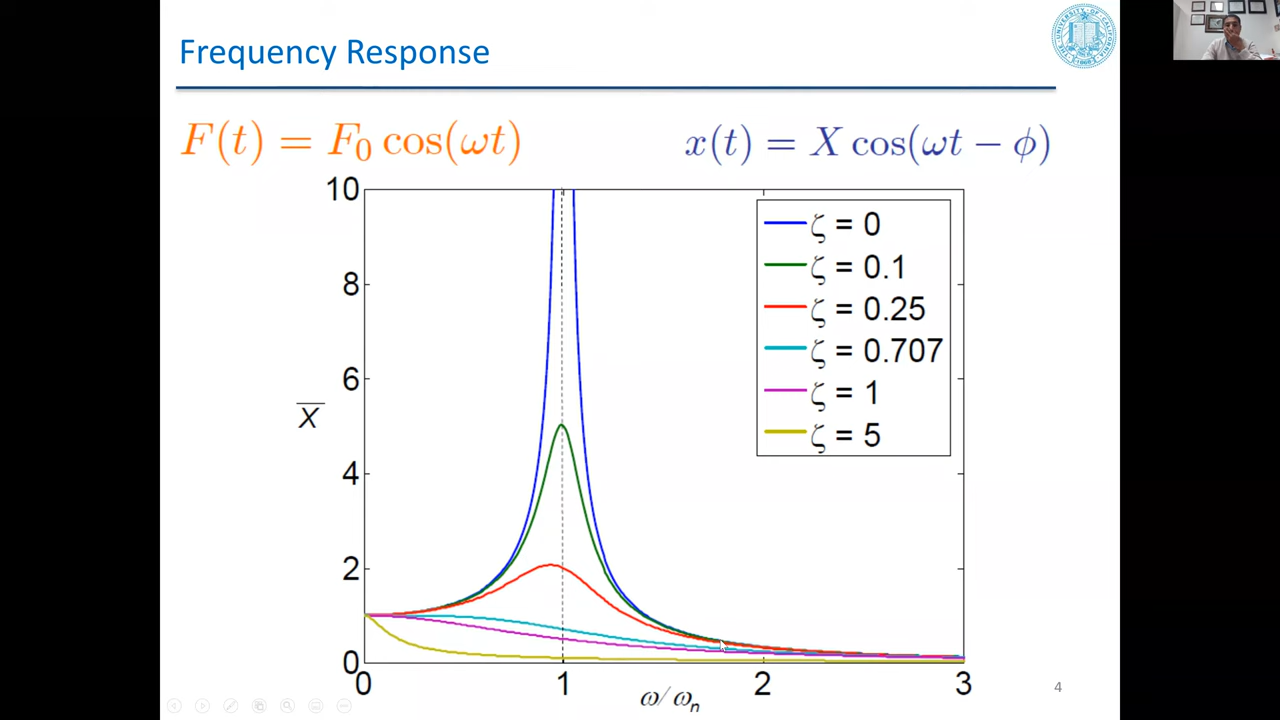 Frequency Response
F(t) = F₀ cos(ωt)
x(t) = X cos(ωt − ϕ)
10
8
6
4
2
0
X̅
ζ = 0
ζ = 0.1
ζ = 0.25
ζ = 0.707
ζ = 1
ζ = 5
0 1 2 3
ω/ωₙ
4